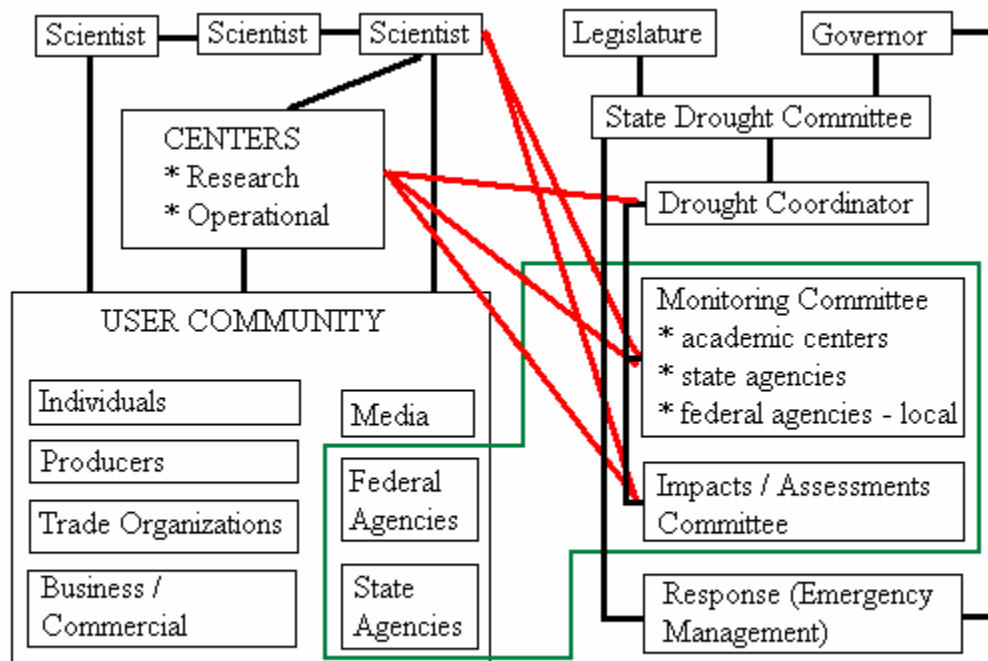 Scientist
Scientist
Scientist
Legislature
Governor
CENTERS
* Research
* Operational
State Drought Committee
Drought Coordinator
USER COMMUNITY
Individuals
Producers
Trade Organizations
Business /
Commercial
Media
Federal
Agencies
State
Agencies
Monitoring Committee
* academic centers
* state agencies
* federal agencies - local
Impacts / Assessments
Committee
Response (Emergency
Management)